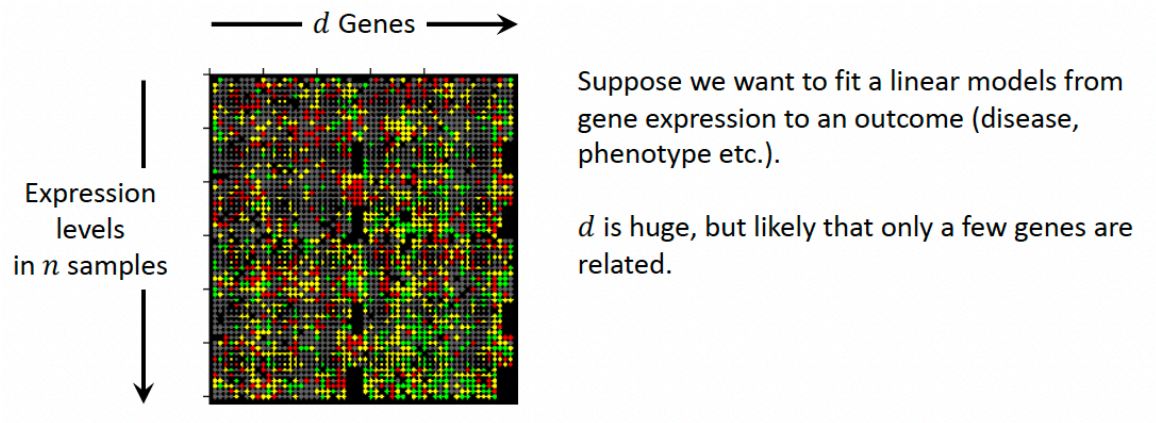 d Genes
Expression
levels
in n samples
Suppose we want to fit a linear models from
gene expression to an outcome (disease,
phenotype etc.).
d is huge, but likely that only a few genes are
related.